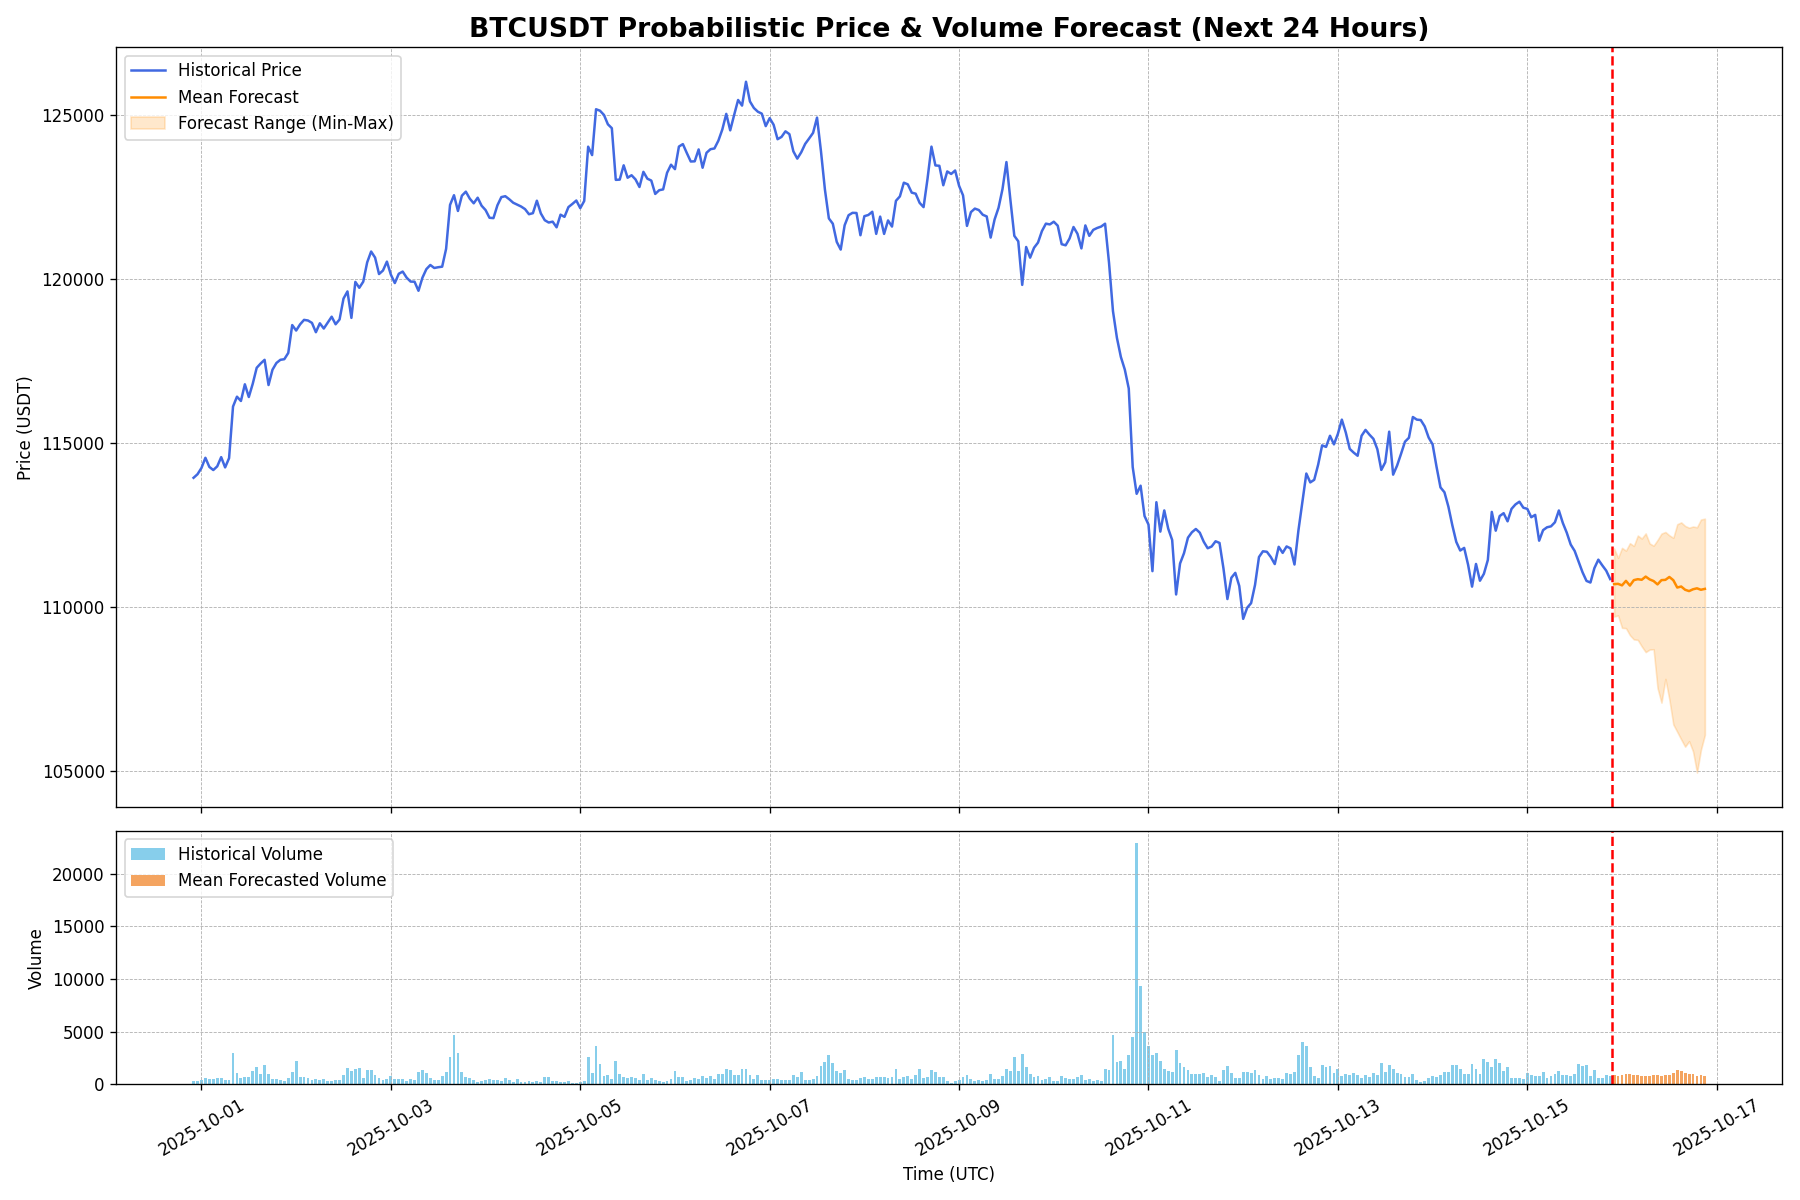 BTCUSDT Probabilistic Price & Volume Forecast (Next 24 Hours)
Historical Price
Mean Forecast
Forecast Range (Min-Max)
125000
120000
115000
110000
105000
Price (USDT)
Historical Volume
Mean Forecasted Volume
20000
15000
10000
5000
0
Volume
2025-10-01
2025-10-03
2025-10-05
2025-10-07
2025-10-09
2025-10-11
2025-10-13
2025-10-15
2025-10-17
Time (UTC)